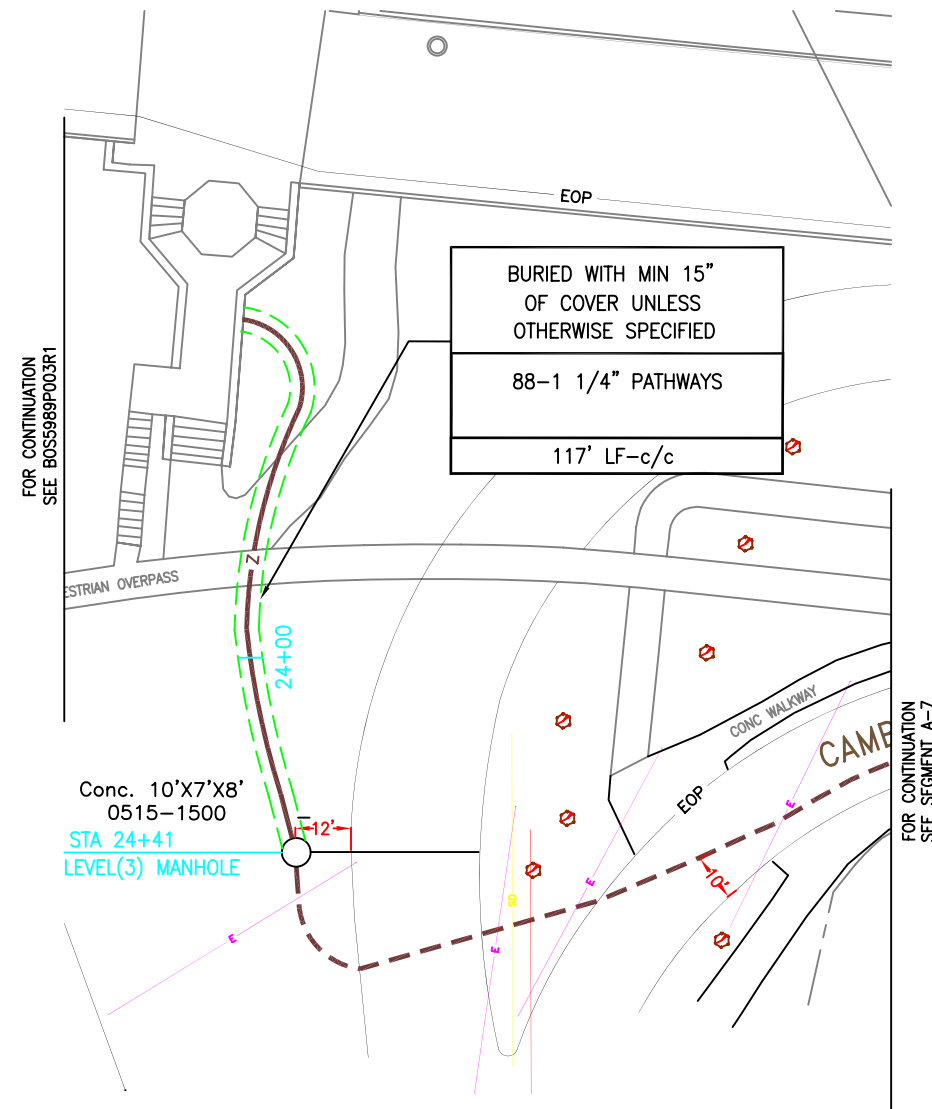 EOP
BURIED WITH MIN 15"
OF COVER UNLESS
OTHERWISE SPECIFIED
88-1 1/4" PATHWAYS
117' LF-c/c
FOR CONTINUATION
SEE BOS5989P003R1
Z
ESTRIAN OVERPASS
24+00
CONC WALKWAY
CAMB
EOP
FOR CONTINUATION
SEE SEGMENT A-7
Conc. 10'X7'X8'
0515-1500
STA 24+41
LEVEL(3) MANHOLE
12'
10'
E
E
E
E
SD